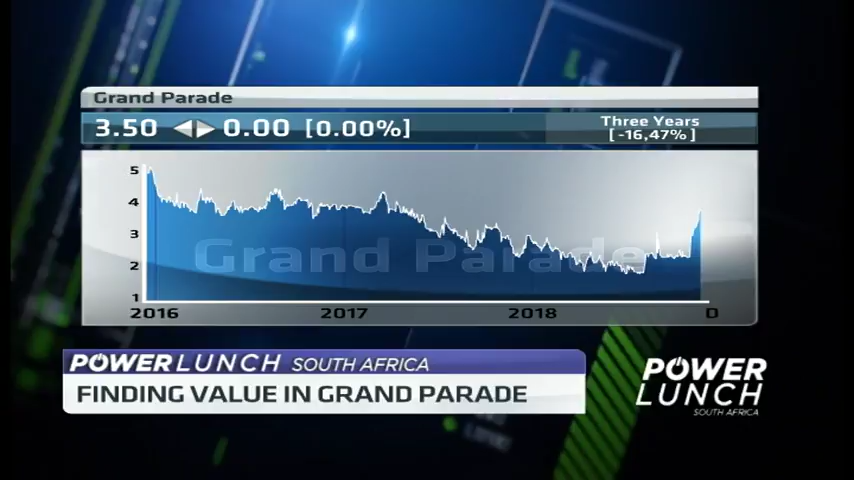 Grand Parade
3.50 0.00 [0.00%]
Three Years
[-16,47%]
5
4
3
2
1
Grand Parade
2016 2017 2018 D
POWER LUNCH SOUTH AFRICA
FINDING VALUE IN GRAND PARADE
POWER
LUNCH
SOUTH AFRICA